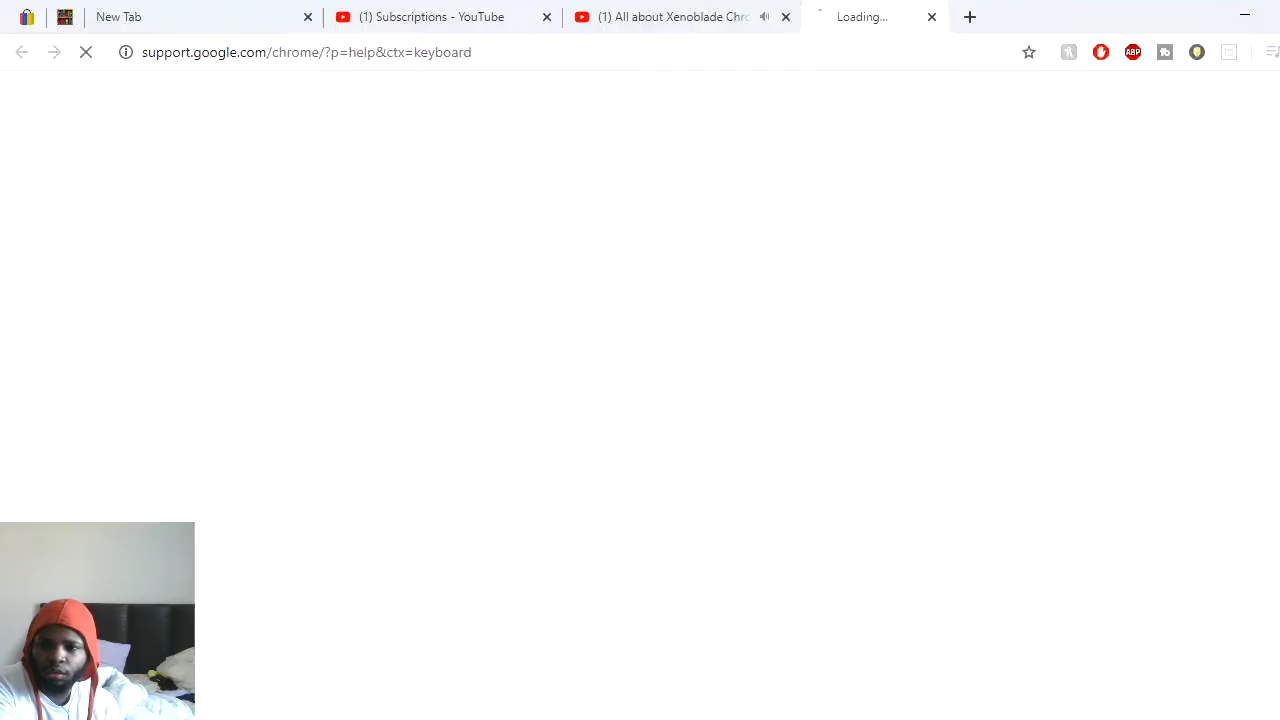 New Tab
(1) Subscriptions - YouTube
(1) All about Xenoblade Chro
Loading...
support.google.com/chrome/?p=help&ctx=keyboard
ABP
tb